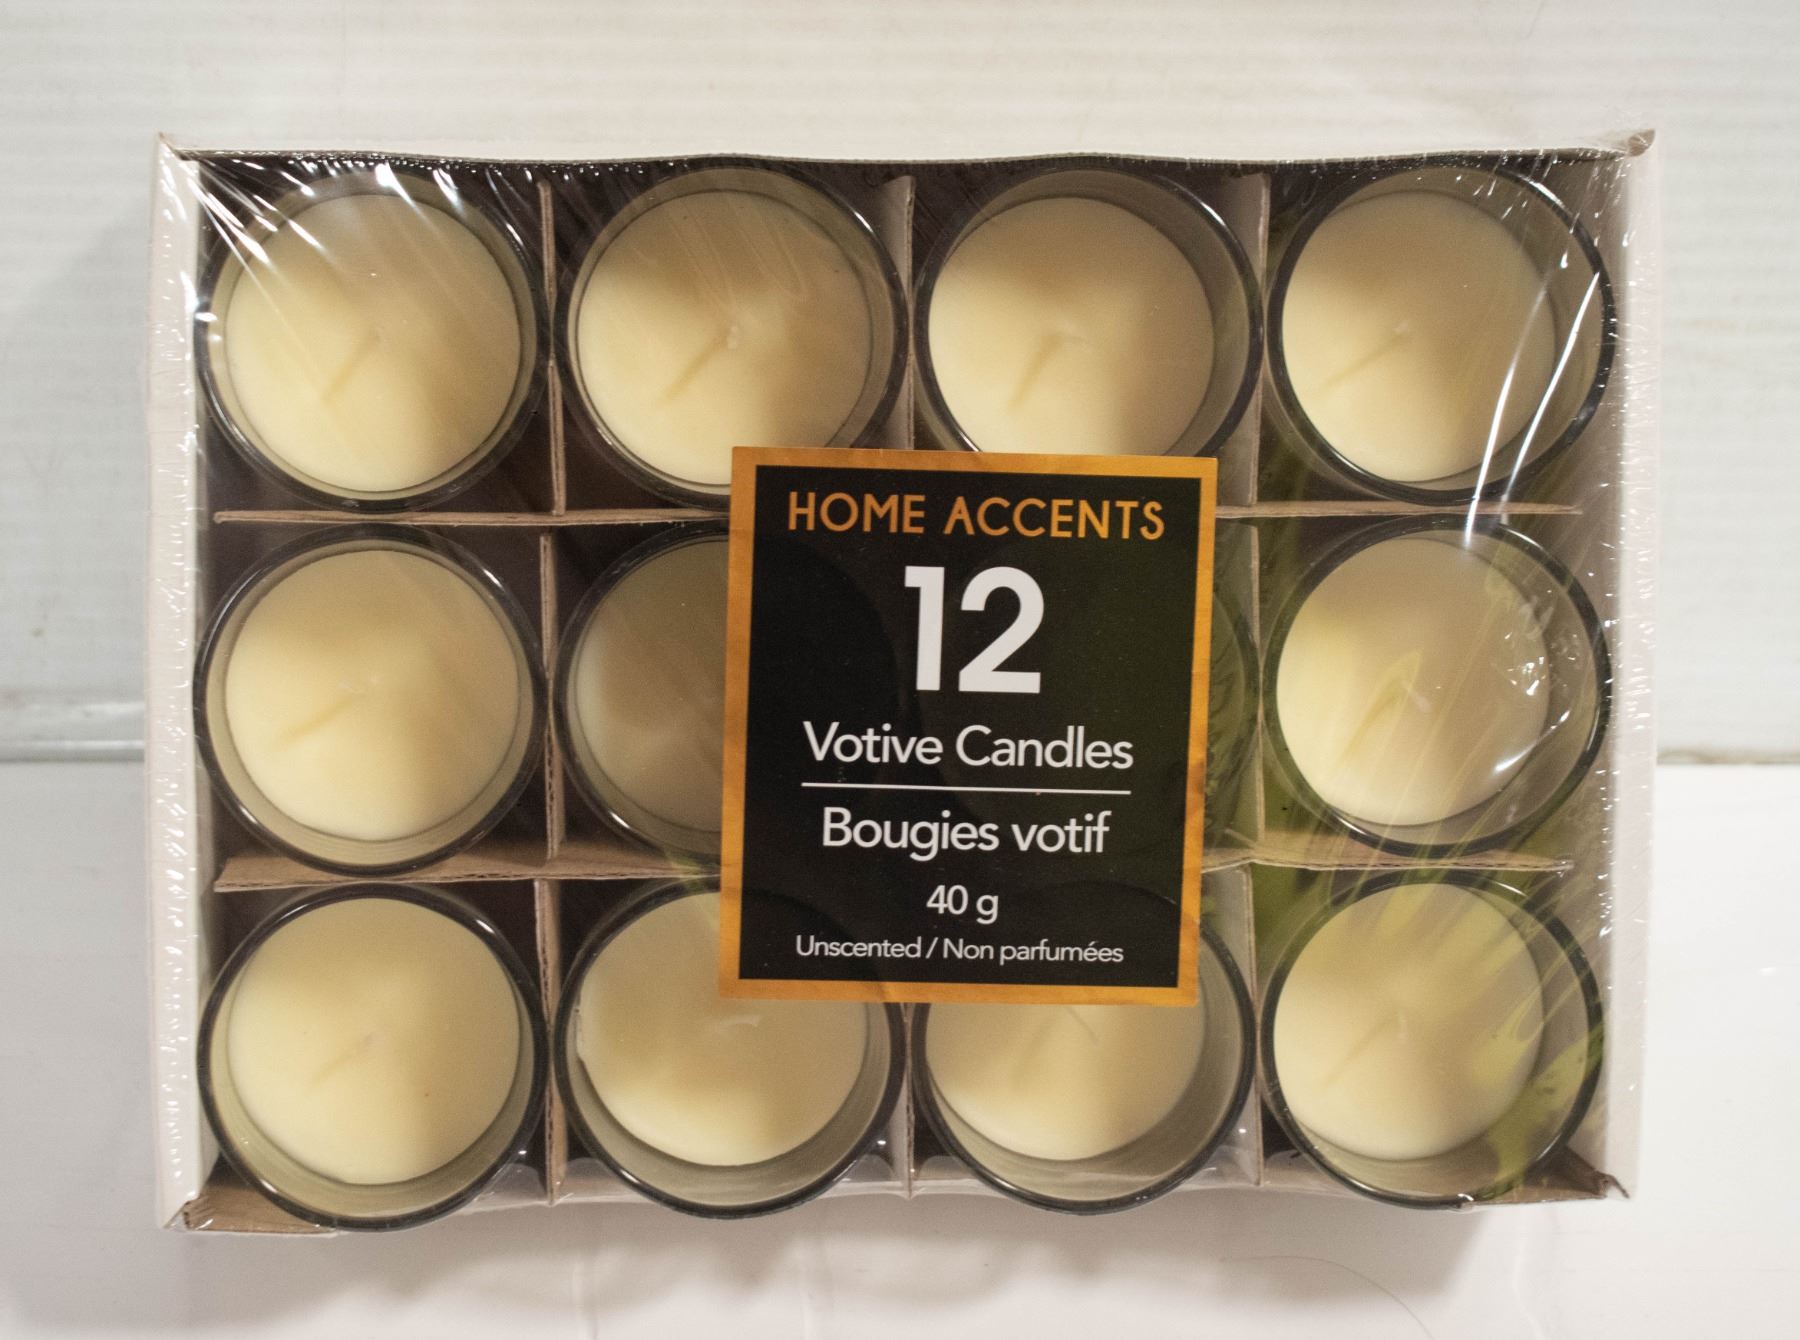 HOME ACCENTS
12
Votive Candles
Bougies votif
40 g
Unscented / Non parfumées